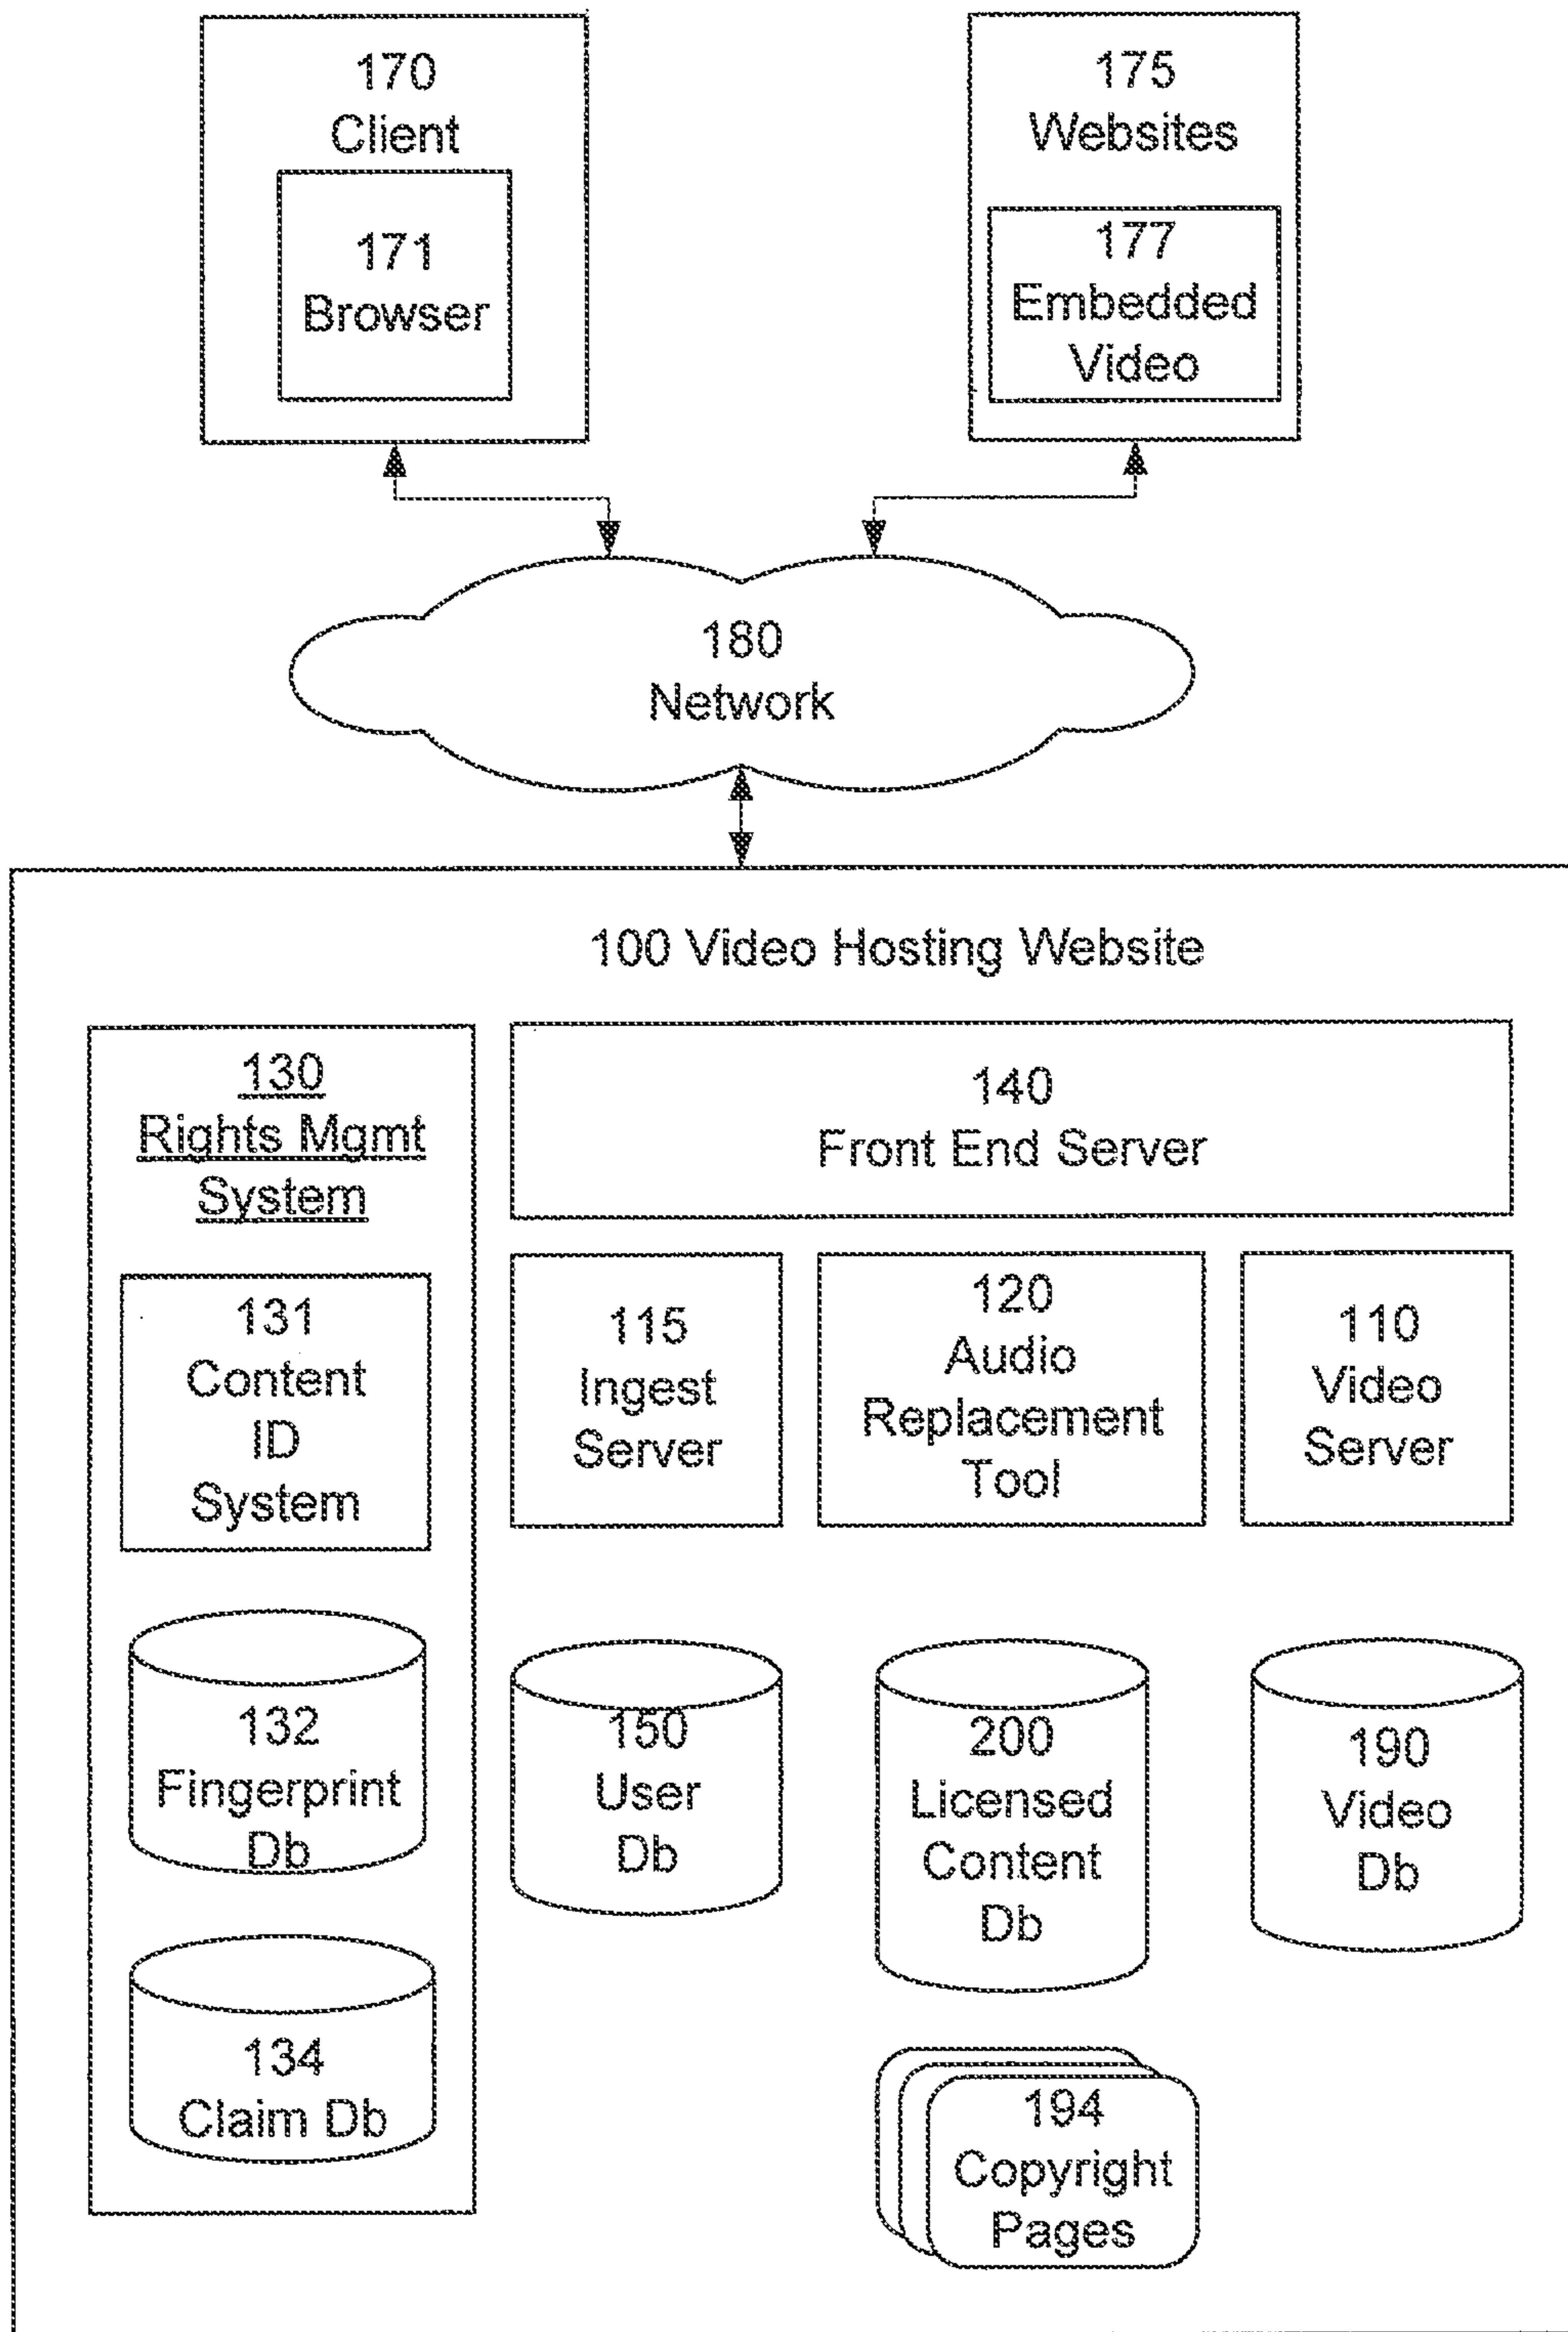 170
Client
171
Browser
175
Websites
177
Embedded
Video
180
Network
100 Video Hosting Website
130
Rights Mgmt
System
131
Content
ID
System
132
Fingerprint
Db
134
Claim Db
140
Front End Server
115
Ingest
Server
120
Audio
Replacement
Tool
110
Video
Server
150
User
Db
200
Licensed
Content
Db
190
Video
Db
194
Copyright
Pages